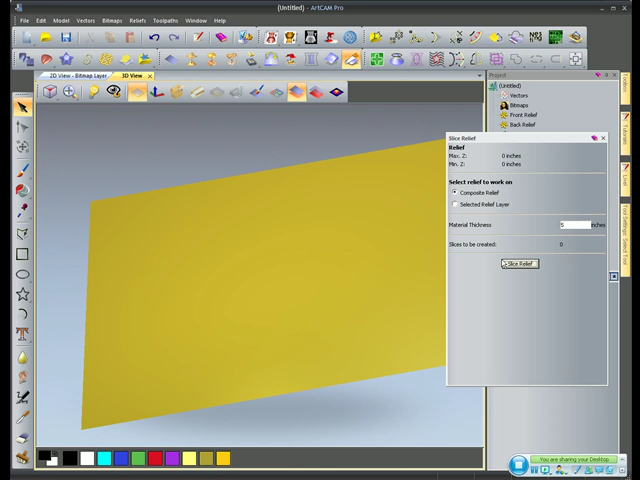 (Untitled) - ArtCAM Pro
File Edit Model Vectors Bitmaps Reliefs Toolpaths Window Help
2D View - Bitmap Layer 3D View
Project
(Untitled)
Vectors
Bitmaps
Front Relief
Back Relief
Slice Relief
Relief
Max. Z: 0 inches
Min. Z: 0 inches
Select relief to work on
Composite Relief
Selected Relief Layer
Material Thickness 5 inches
Slices to be created: 0
Slice Relief
Toolbox
Tutorials
Live!
Tool Settings: Select Tool
You are sharing your Desktop